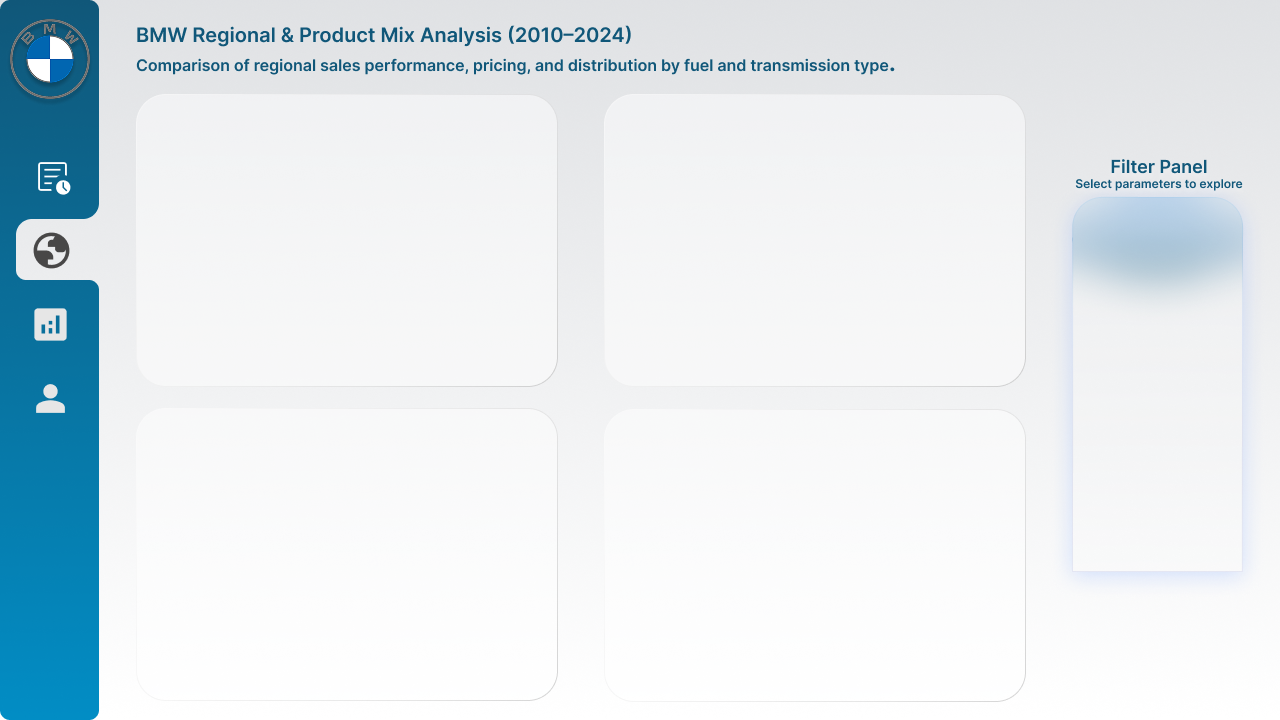 BMW
BMW Regional & Product Mix Analysis (2010–2024)
Comparison of regional sales performance, pricing, and distribution by fuel and transmission type.
Filter Panel
Select parameters to explore